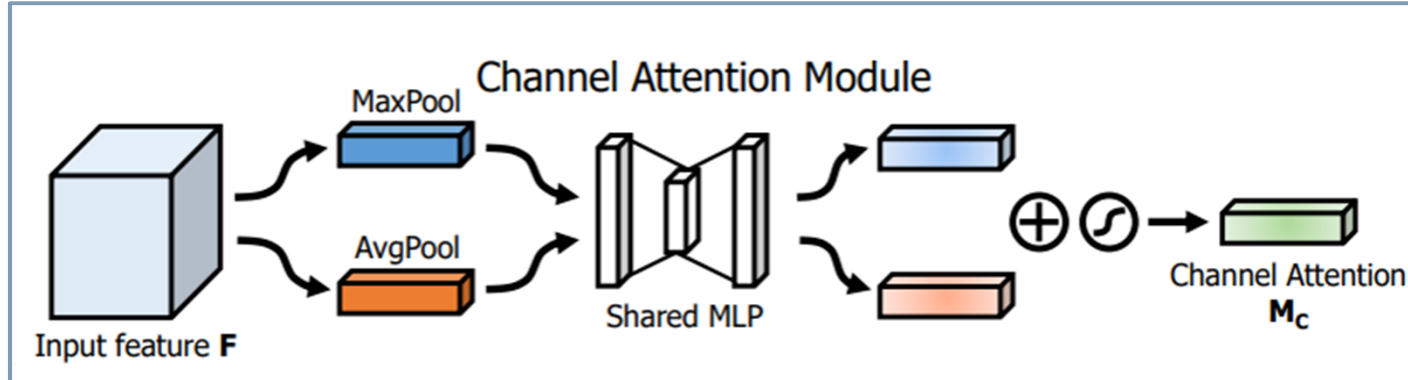 Channel Attention Module
MaxPool
AvgPool
Input feature F
Shared MLP
Channel Attention
Mc